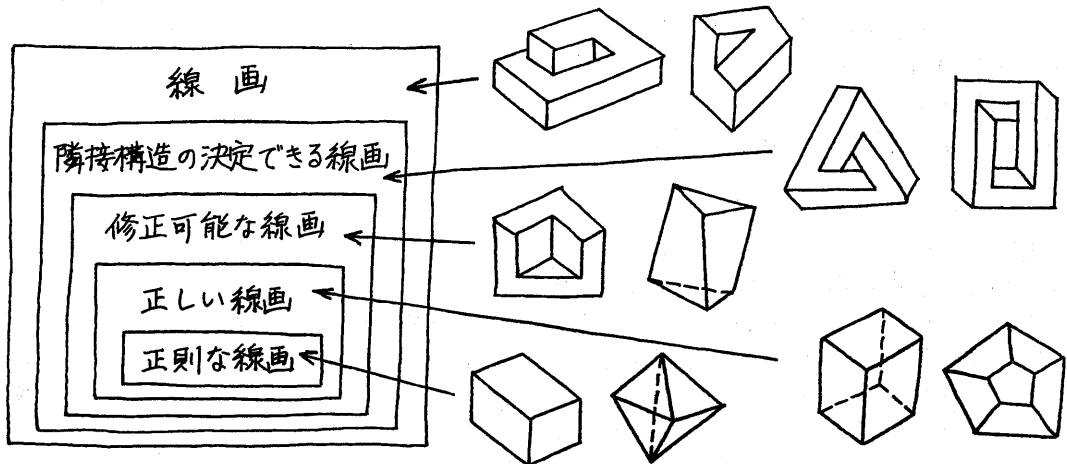 線 画
隣接構造の決定できる線画
修正可能な線画
正しい線画
正則な線画